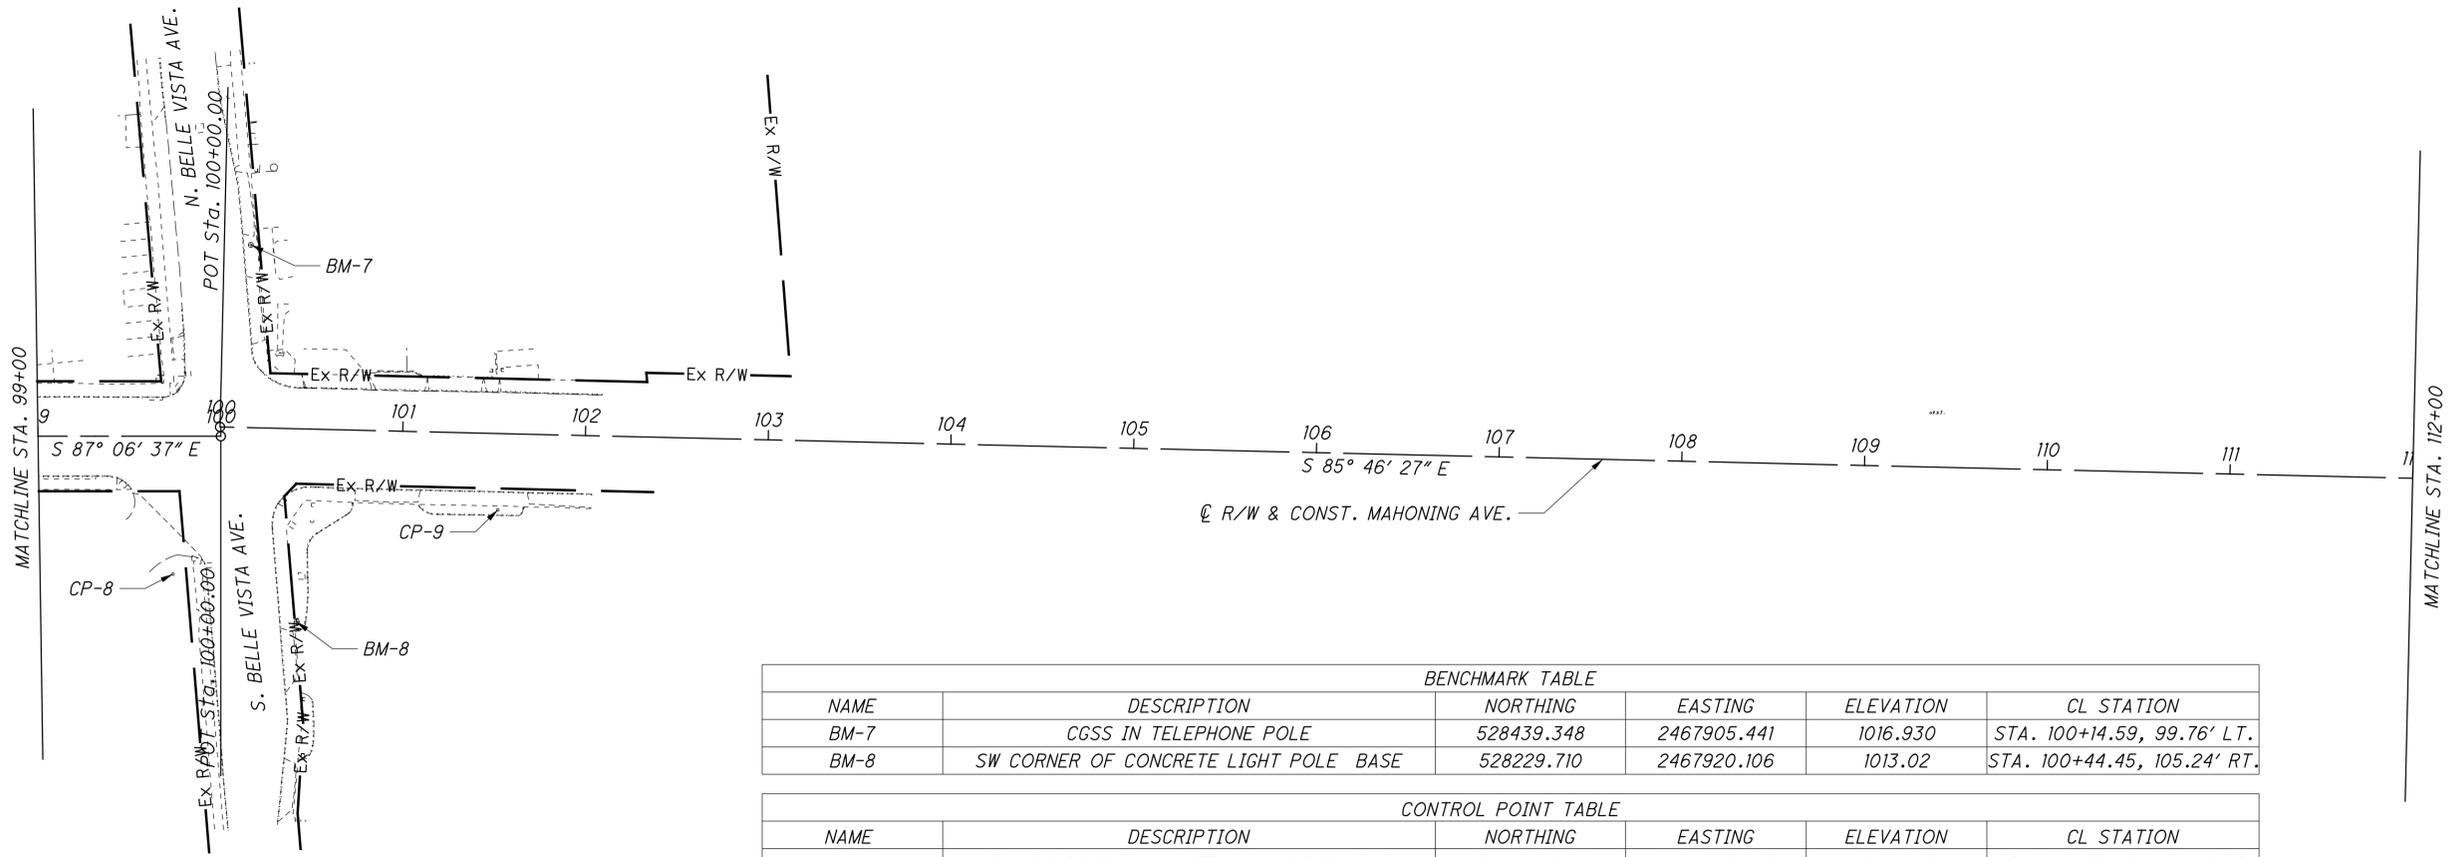 N. BELLE VISTA AVE.
POT Sta. 100+00.00
Ex R/W
Ex R/W
Ex R/W
BM-7
MATCHLINE STA. 99+00
Ex R/W
Ex R/W
9
100
100
101
102
103
104
105
106
107
108
109
110
111
11
MATCHLINE STA. 112+00
S 87° 06' 37" E
S 85° 46' 27" E
Ex R/W
CP-9
℄ R/W & CONST. MAHONING AVE.
CP-8
S. BELLE VISTA AVE.
POT Sta. 100+00.00
Ex R/W
Ex R/W
Ex R/W
BM-8
BENCHMARK TABLE
NAME DESCRIPTION NORTHING EASTING ELEVATION CL STATION
BM-7 CGSS IN TELEPHONE POLE 528439.348 2467905.441 1016.930 STA. 100+14.59, 99.76' LT.
BM-8 SW CORNER OF CONCRETE LIGHT POLE BASE 528229.710 2467920.106 1013.02 STA. 100+44.45, 105.24' RT.
CONTROL POINT TABLE
NAME DESCRIPTION NORTHING EASTING ELEVATION CL STATION